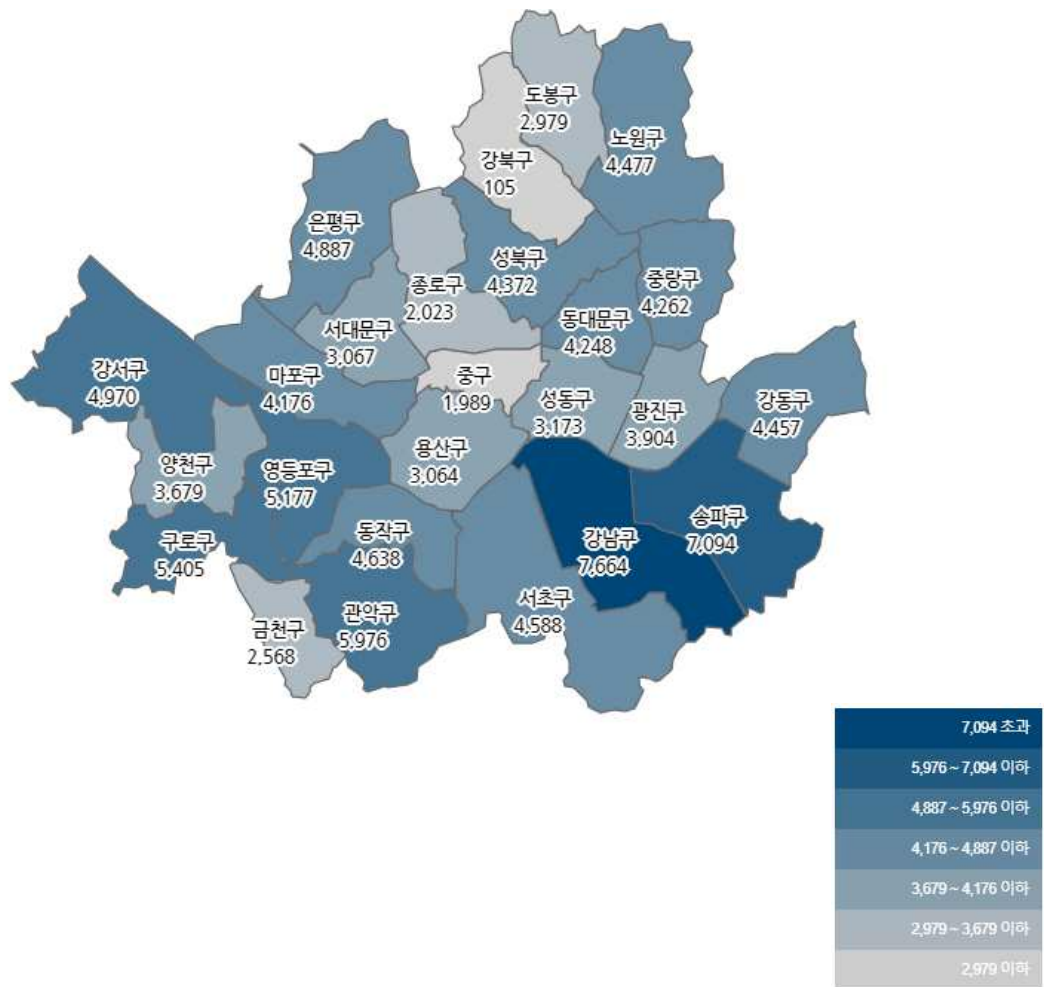 도봉구
2,979
노원구
4,477
강북구
105
은평구
4,887
성북구
4,372
중랑구
4,262
종로구
2,023
동대문구
4,248
서대문구
3,067
강서구
4,970
마포구
4,176
중구
1,989
성동구
3,173
광진구
3,904
강동구
4,457
양천구
3,679
영등포구
5,177
용산구
3,064
구로구
5,405
동작구
4,638
강남구
7,664
송파구
7,094
금천구
2,568
관악구
5,976
서초구
4,588
7,094 초과
5,976 ~ 7,094 이하
4,887 ~ 5,976 이하
4,176 ~ 4,887 이하
3,679 ~ 4,176 이하
2,979 ~ 3,679 이하
2,979 이하